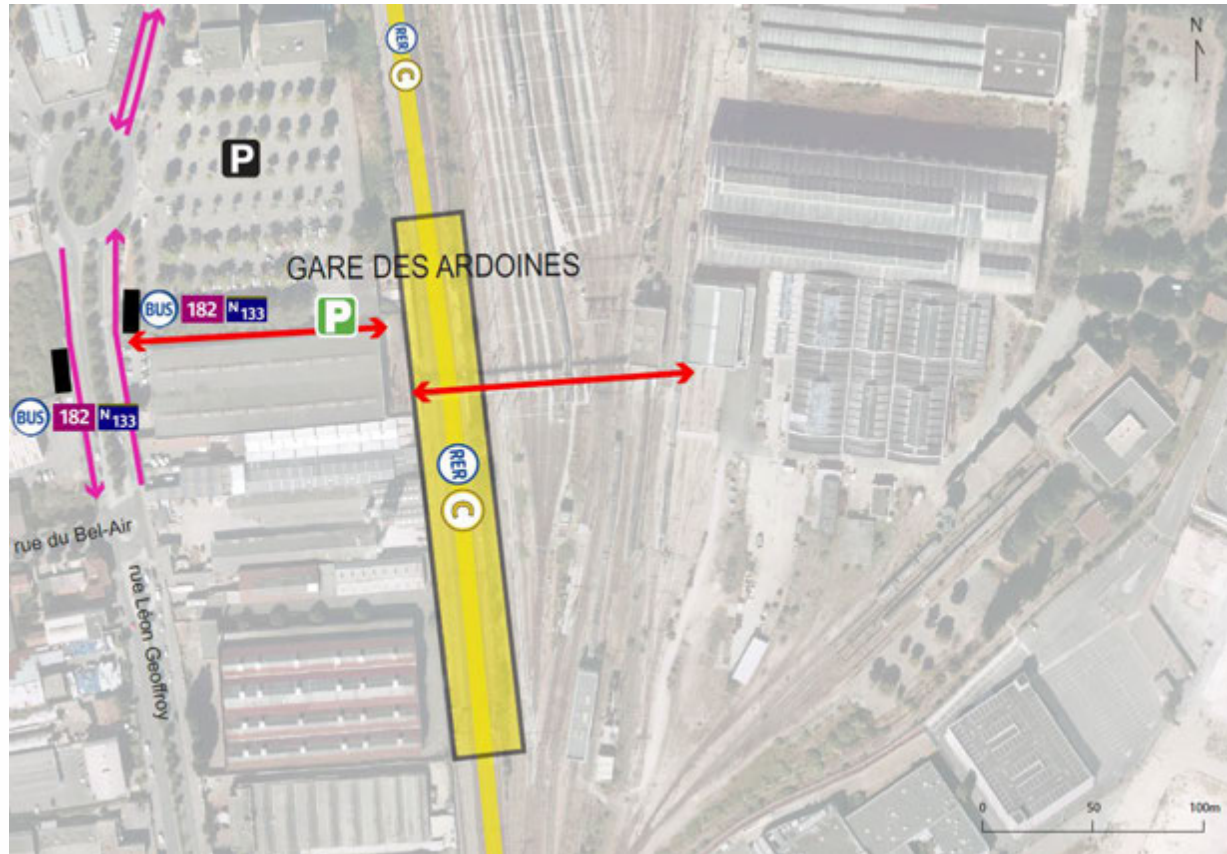 RER
C
N
P
GARE DES ARDOINES
BUS 182 N133
P
BUS 182 N133
RER
C
rue du Bel-Air
rue Léon Geoffroy
0 50 100m